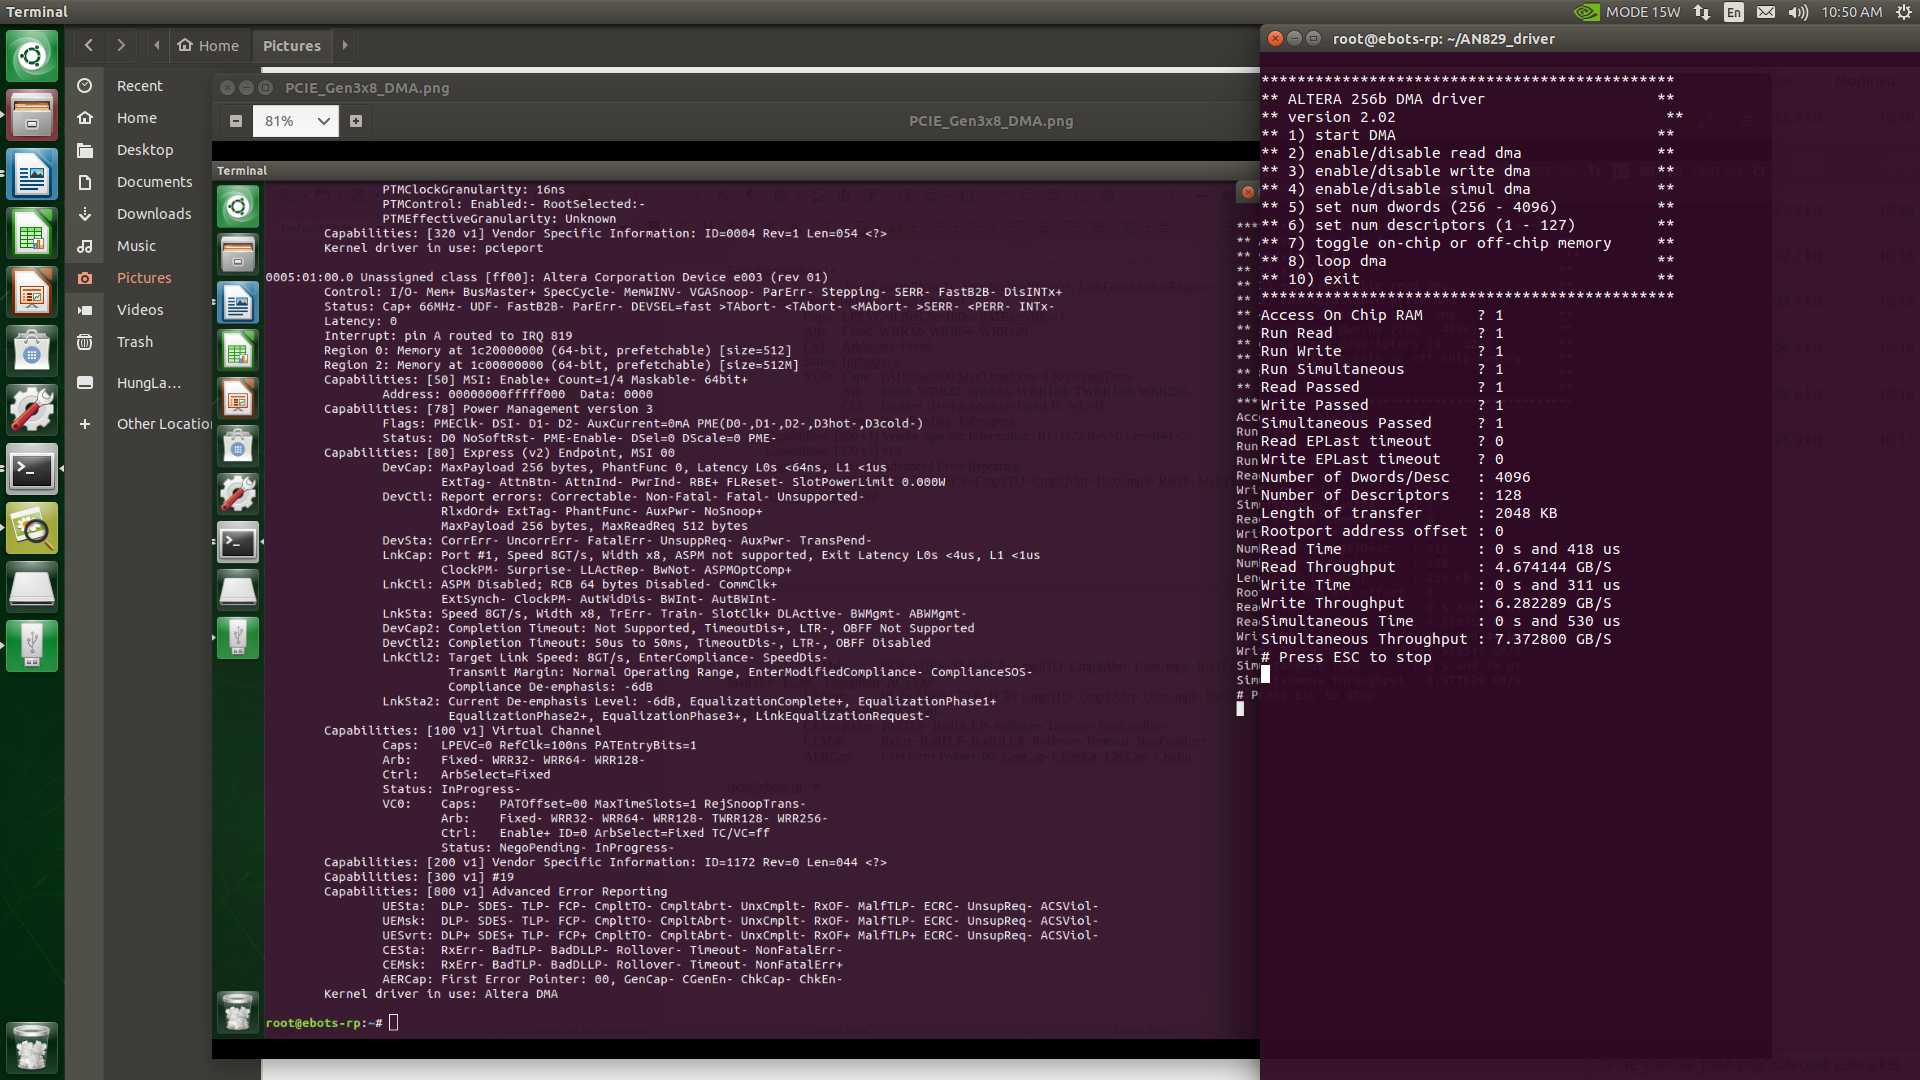 Terminal
MODE 15W
En
10:50 AM
Home
Pictures
Recent
Home
Desktop
Documents
Downloads
Music
Pictures
Videos
Trash
HungLa...
Other Locatio
PCIE_Gen3x8_DMA.png
81%
PCIE_Gen3x8_DMA.png
Terminal
PTMClockGranularity: 16ns
PTMControl: Enabled:- RootSelected:-
PTMEffectiveGranularity: Unknown
Capabilities: [320 v1] Vendor Specific Information: ID=0004 Rev=1 Len=054 <?>
Kernel driver in use: pcieport
0005:01:00.0 Unassigned class [ff00]: Altera Corporation Device e003 (rev 01)
Control: I/O- Mem+ BusMaster+ SpecCycle- MemWINV- VGASnoop- ParErr- Stepping- SERR- FastB2B- DisINTx+
Status: Cap+ 66MHz- UDF- FastB2B- ParErr- DEVSEL=fast >TAbort- <TAbort- <MAbort- >SERR- <PERR- INTx-
Latency: 0
Interrupt: pin A routed to IRQ 819
Region 0: Memory at 1c20000000 (64-bit, prefetchable) [size=512]
Region 2: Memory at 1c00000000 (64-bit, prefetchable) [size=512M]
Capabilities: [50] MSI: Enable+ Count=1/4 Maskable- 64bit+
Address: 00000000fffff000  Data: 0000
Capabilities: [78] Power Management version 3
Flags: PMEClk- DSI- D1- D2- AuxCurrent=0mA PME(D0-,D1-,D2-,D3hot-,D3cold-)
Status: D0 NoSoftRst- PME-Enable- DSel=0 DScale=0 PME-
Capabilities: [80] Express (v2) Endpoint, MSI 00
DevCap: MaxPayload 256 bytes, PhantFunc 0, Latency L0s <64ns, L1 <1us
ExtTag- AttnBtn- AttnInd- PwrInd- RBE+ FLReset- SlotPowerLimit 0.000W
DevCtl: Report errors: Correctable- Non-Fatal- Fatal- Unsupported-
RlxdOrd+ ExtTag- PhantFunc- AuxPwr- NoSnoop+
MaxPayload 256 bytes, MaxReadReq 512 bytes
DevSta: CorrErr- UncorrErr- FatalErr- UnsuppReq- AuxPwr- TransPend-
LnkCap: Port #1, Speed 8GT/s, Width x8, ASPM not supported, Exit Latency L0s <4us, L1 <1us
ClockPM- Surprise- LLActRep- BwNot- ASPMOptComp+
LnkCtl: ASPM Disabled; RCB 64 bytes Disabled- CommClk+
ExtSynch- ClockPM- AutWidDis- BWInt- AutBWInt-
LnkSta: Speed 8GT/s, Width x8, TrErr- Train- SlotClk+ DLActive- BWMgmt- ABWMgmt-
DevCap2: Completion Timeout: Not Supported, TimeoutDis+, LTR-, OBFF Not Supported
DevCtl2: Completion Timeout: 50us to 50ms, TimeoutDis-, LTR-, OBFF Disabled
LnkCtl2: Target Link Speed: 8GT/s, EnterCompliance- SpeedDis-
Transmit Margin: Normal Operating Range, EnterModifiedCompliance- ComplianceSOS-
Compliance De-emphasis: -6dB
LnkSta2: Current De-emphasis Level: -6dB, EqualizationComplete+, EqualizationPhase1+
EqualizationPhase2+, EqualizationPhase3+, LinkEqualizationRequest-
Capabilities: [100 v1] Virtual Channel
Caps: LPEVC=0 RefClk=100ns PATEntryBits=1
Arb: Fixed- WRR32- WRR64- WRR128-
Ctrl: ArbSelect=Fixed
Status: InProgress-
VC0: Caps: PATOffset=00 MaxTimeSlots=1 RejSnoopTrans-
Arb: Fixed- WRR32- WRR64- WRR128- TWRR128- WRR256-
Ctrl: Enable+ ID=0 ArbSelect=Fixed TC/VC=ff
Status: NegoPending- InProgress-
Capabilities: [200 v1] Vendor Specific Information: ID=1172 Rev=0 Len=044 <?>
Capabilities: [300 v1] #19
Capabilities: [800 v1] Advanced Error Reporting
UESta: DLP- SDES- TLP- FCP- CmpltTO- CmpltAbrt- UnxCmplt- RxOF- MalfTLP- ECRC- UnsupReq- ACSViol-
UEMsk: DLP- SDES- TLP- FCP- CmpltTO- CmpltAbrt- UnxCmplt- RxOF- MalfTLP- ECRC- UnsupReq- ACSViol-
UESvrt: DLP+ SDES+ TLP- FCP+ CmpltTO- CmpltAbrt- UnxCmplt- RxOF+ MalfTLP+ ECRC- UnsupReq- ACSViol-
CESta: RxErr- BadTLP- BadDLLP- Rollover- Timeout- NonFatalErr-
CEMsk: RxErr- BadTLP- BadDLLP- Rollover- Timeout- NonFatalErr+
AERCap: First Error Pointer: 00, GenCap- CGenEn- ChkCap- ChkEn-
Kernel driver in use: Altera DMA
root@ebots-rp:~#
root@ebots-rp: ~/AN829_driver
**********************************************
** ALTERA 256b DMA driver **
** version 2.02 **
** 1) start DMA **
** 2) enable/disable read dma **
** 3) enable/disable write dma **
** 4) enable/disable simul dma **
** 5) set num dwords (256 - 4096) **
** 6) set num descriptors (1 - 127) **
** 7) toggle on-chip or off-chip memory **
** 8) loop dma **
** 10) exit **
**********************************************
Access On Chip RAM ? 1
Run Read ? 1
Run Write ? 1
Run Simultaneous ? 1
Read Passed ? 1
Write Passed ? 1
Simultaneous Passed ? 1
Read EPLast timeout ? 0
Write EPLast timeout ? 0
Number of Dwords/Desc : 4096
Number of Descriptors : 128
Length of transfer : 2048 KB
Rootport address offset : 0
Read Time : 0 s and 418 us
Read Throughput : 4.674144 GB/S
Write Time : 0 s and 311 us
Write Throughput : 6.282289 GB/S
Simultaneous Time : 0 s and 530 us
Simultaneous Throughput : 7.372800 GB/S
# Press ESC to stop